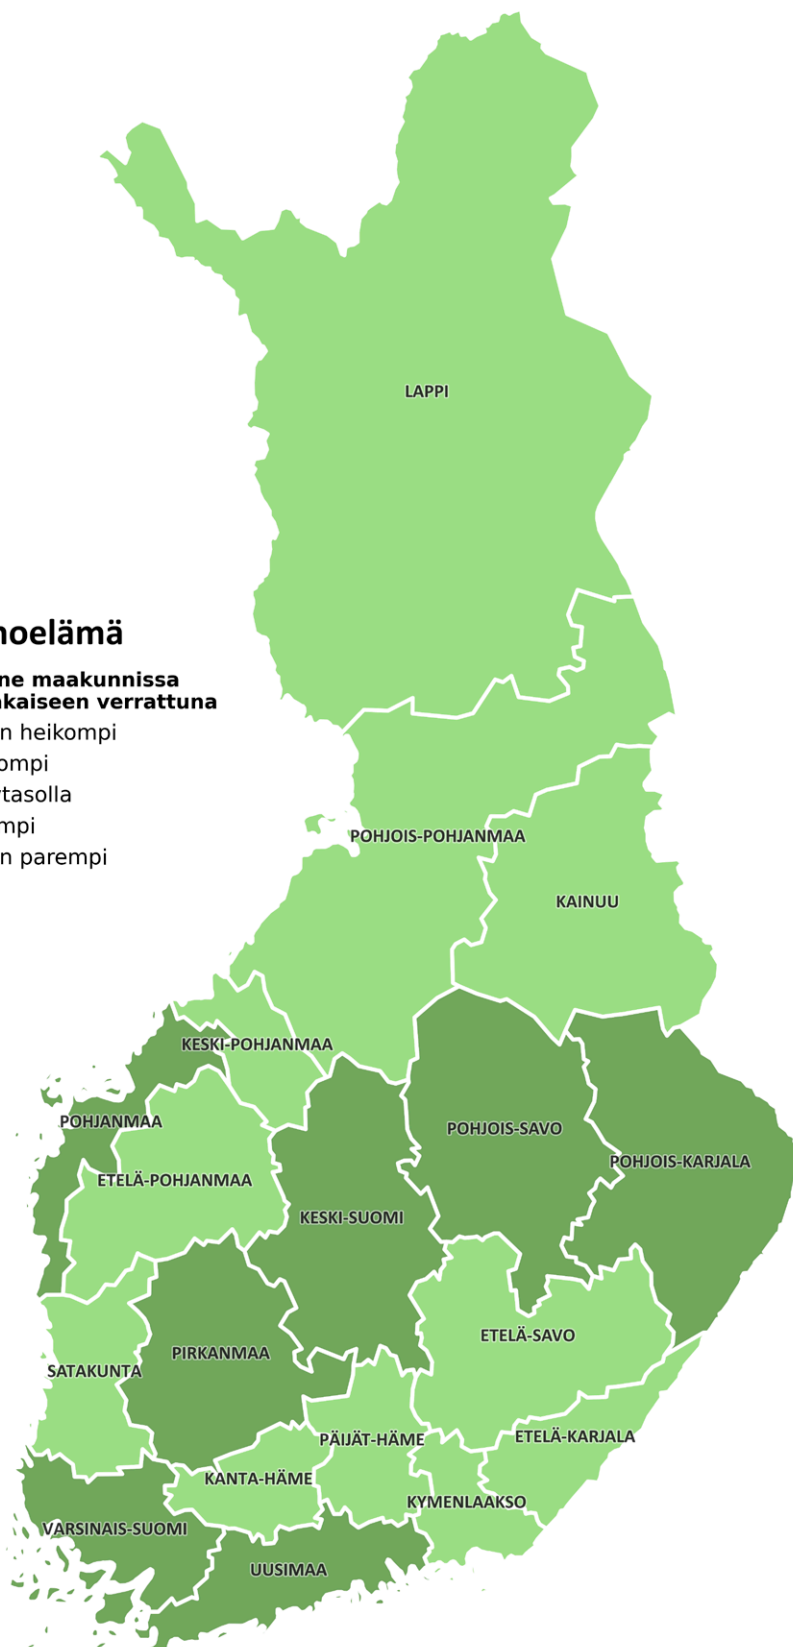 LAPPI
noelämä
ne maakunnissa
akaiseen verrattuna
n heikompi
ompi
tasolla
mpi
n parempi
POHJOIS-POHJANMAA
KAINUU
KESKI-POHJANMAA
POHJANMAA
POHJOIS-SAVO
POHJOIS-KARJALA
ETELÄ-POHJANMAA
KESKI-SUOMI
ETELÄ-SAVO
PIRKANMAA
SATAKUNTA
ETELÄ-KARJALA
PÄIJÄT-HÄME
KANTA-HÄME
KYMENLAAKSO
VARSINAIS-SUOMI
UUSIMAA